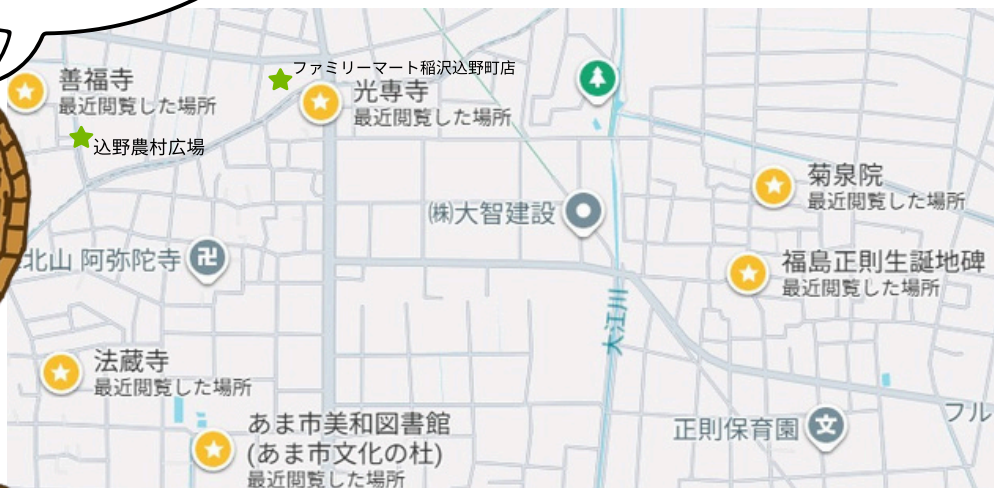 ファミリーマート稲沢込野町店
善福寺
最近閲覧した場所
光専寺
最近閲覧した場所
込野農村広場
菊泉院
最近閲覧した場所
㈱大智建設
北山 阿弥陀寺
福島正則生誕地碑
最近閲覧した場所
大江川
法蔵寺
最近閲覧した場所
あま市美和図書館
(あま市文化の杜)
最近閲覧した場所
正則保育園
フル